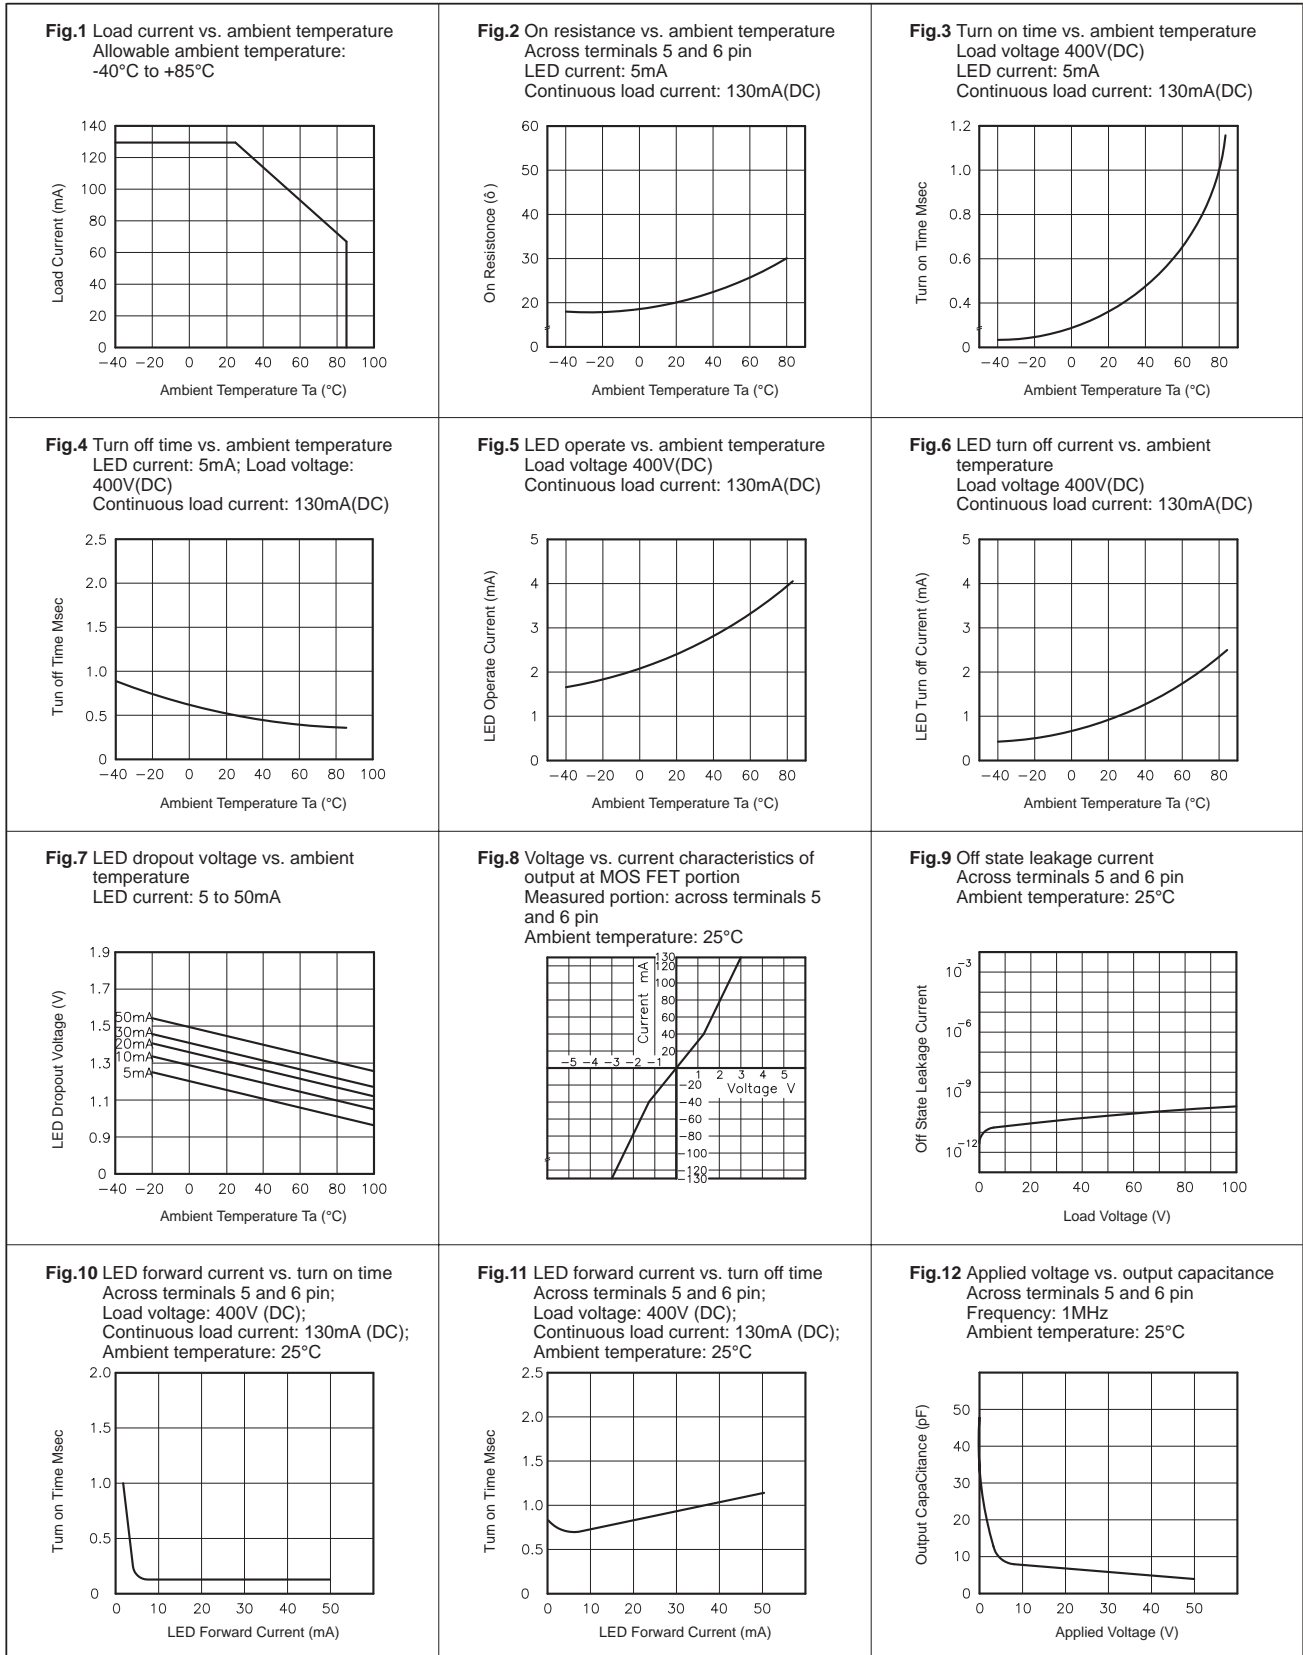 Fig.1 Load current vs. ambient temperature
Allowable ambient temperature:
-40°C to +85°C
140
120
100
80
60
40
20
0
Load Current (mA)
−40 −20 0 20 40 60 80 100
Ambient Temperature Ta (°C)
Fig.2 On resistance vs. ambient temperature
Across terminals 5 and 6 pin
LED current: 5mA
Continuous load current: 130mA(DC)
60
50
40
30
20
0
On Resistonce (ô)
−40 −20 0 20 40 60 80
Ambient Temperature Ta (°C)
Fig.3 Turn on time vs. ambient temperature
Load voltage 400V(DC)
LED current: 5mA
Continuous load current: 130mA(DC)
1.2
1.0
0.8
0.6
0.4
0
Turn on Time Msec
−40 −20 0 20 40 60 80
Ambient Temperature Ta (°C)
Fig.4 Turn off time vs. ambient temperature
LED current: 5mA; Load voltage:
400V(DC)
Continuous load current: 130mA(DC)
2.5
2.0
1.5
1.0
0.5
0
Tun off Time Msec
−40 −20 0 20 40 60 80 100
Ambient Temperature Ta (°C)
Fig.5 LED operate vs. ambient temperature
Load voltage 400V(DC)
Continuous load current: 130mA(DC)
5
4
3
2
1
0
LED Operate Current (mA)
−40 −20 0 20 40 60 80
Ambient Temperature Ta (°C)
Fig.6 LED turn off current vs. ambient
temperature
Load voltage 400V(DC)
Continuous load current: 130mA(DC)
5
4
3
2
1
0
LED Turn off Current (mA)
−40 −20 0 20 40 60 80
Ambient Temperature Ta (°C)
Fig.7 LED dropout voltage vs. ambient
temperature
LED current: 5 to 50mA
1.9
1.7
1.5
1.3
1.1
0.9
0
LED Dropout Voltage (V)
50mA
30mA
20mA
10mA
5mA
−40 −20 0 20 40 60 80 100
Ambient Temperature Ta (°C)
Fig.8 Voltage vs. current characteristics of
output at MOS FET portion
Measured portion: across terminals 5
and 6 pin
Ambient temperature: 25°C
Current mA
130
120
100
80
60
40
20
−5 −4 −3 −2 −1
1 2 3 4 5
Voltage V
−20
−40
−60
−80
−100
−120
−130
Fig.9 Off state leakage current
Across terminals 5 and 6 pin
Ambient temperature: 25°C
10−3
10−6
10−9
10−12
Off State Leakage Current
0 20 40 60 80 100
Load Voltage (V)
Fig.10 LED forward current vs. turn on time
Across terminals 5 and 6 pin;
Load voltage: 400V (DC);
Continuous load current: 130mA (DC);
Ambient temperature: 25°C
2.0
1.5
1.0
0.5
0
Turn on Time Msec
0 10 20 30 40 50
LED Forward Current (mA)
Fig.11 LED forward current vs. turn off time
Across terminals 5 and 6 pin;
Load voltage: 400V (DC);
Continuous load current: 130mA (DC);
Ambient temperature: 25°C
2.5
2.0
1.5
1.0
0.5
0
Turn on Time Msec
0 10 20 30 40 50
LED Forward Current (mA)
Fig.12 Applied voltage vs. output capacitance
Across terminals 5 and 6 pin
Frequency: 1MHz
Ambient temperature: 25°C
50
40
30
20
10
0
Output CapaCitance (pF)
0 10 20 30 40 50
Applied Voltage (V)